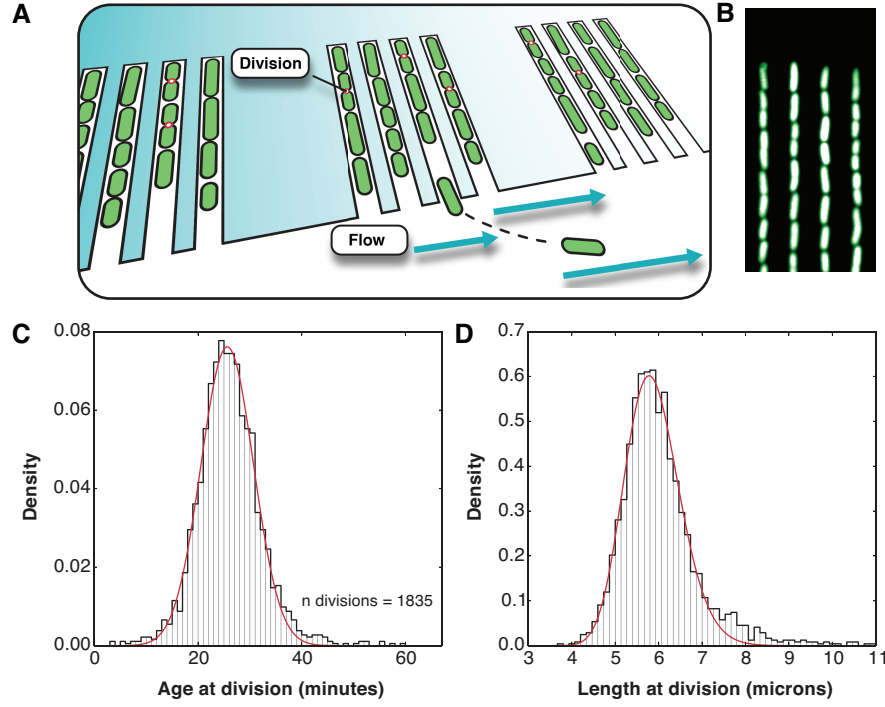 A
Division
Flow
B
C
0.08
0.06
0.04
0.02
0.00
Density
n divisions = 1835
0
20
40
60
Age at division (minutes)
D
0.7
0.6
0.5
0.4
0.3
0.2
0.1
0.0
Density
3
4
5
6
7
8
9
10
11
Length at division (microns)